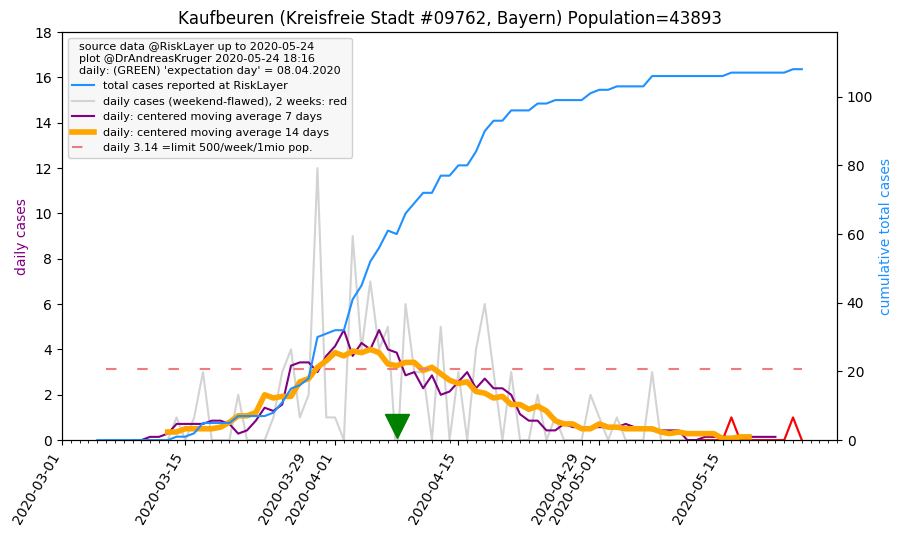 Kaufbeuren (Kreisfreie Stadt #09762, Bayern) Population=43893
source data @RiskLayer up to 2020-05-24
plot @DrAndreasKruger 2020-05-24 18:16
daily: (GREEN) 'expectation day' = 08.04.2020
total cases reported at RiskLayer
daily cases (weekend-flawed), 2 weeks: red
daily: centered moving average 7 days
daily: centered moving average 14 days
daily 3.14 =limit 500/week/1mio pop.
daily cases
18
16
14
12
10
8
6
4
2
0
cumulative total cases
100
80
60
40
20
0
2020-03-01
2020-03-15
2020-03-29
2020-04-01
2020-04-15
2020-04-29
2020-05-01
2020-05-15